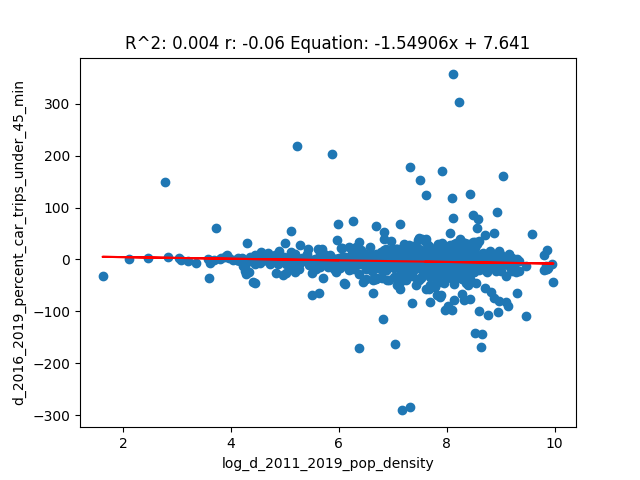 R^2: 0.004 r: -0.06 Equation: -1.54906x + 7.641
d_2016_2019_percent_car_trips_under_45_min
300
200
100
0
−100
−200
−300
2 4 6 8 10
log_d_2011_2019_pop_density